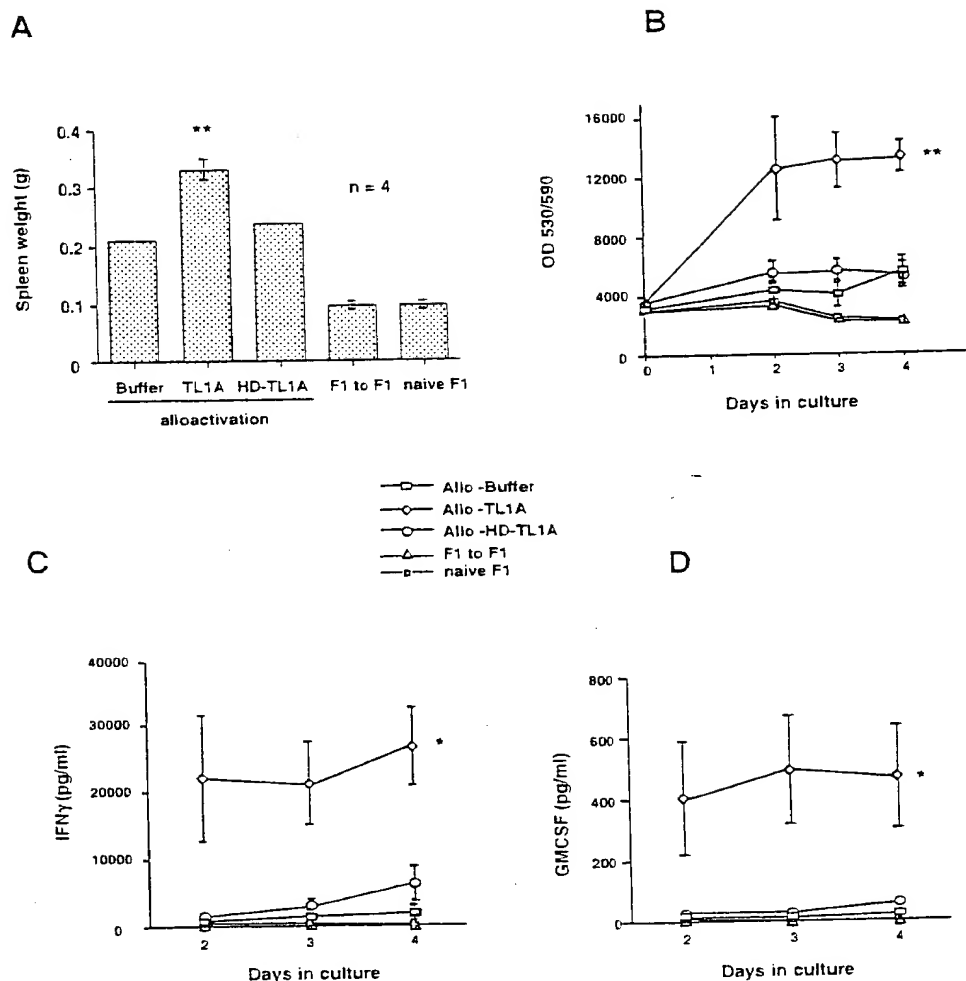 A
B
**
0.4
0.3
0.2
0.1
0
Spleen weight (g)
n = 4
Buffer TL1A HD-TL1A F1 to F1 naive F1
alloactivation
16000
12000
8000
4000
0
OD 530/590
**
0 1 2 3 4
Days in culture
Allo -Buffer
Allo -TL1A
Allo -HD-TL1A
F1 to F1
naive F1
C
D
40000
30000
20000
10000
0
IFNγ (pg/ml)
*
2 3 4
Days in culture
800
600
400
200
0
GMCSF (pg/ml)
*
2 3 4
Days in culture